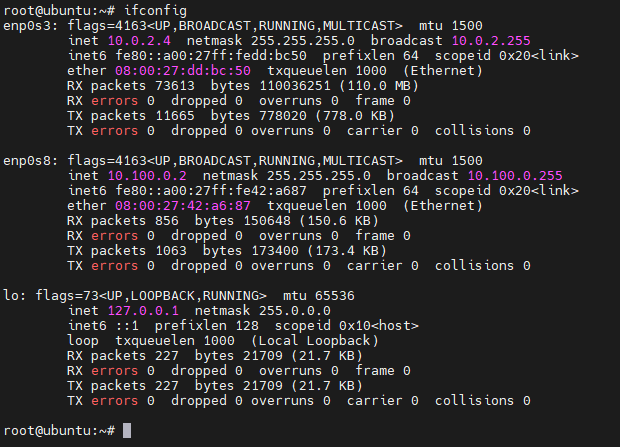 root@ubuntu:~# ifconfig
enp0s3: flags=4163<UP,BROADCAST,RUNNING,MULTICAST>  mtu 1500
        inet 10.0.2.4  netmask 255.255.255.0  broadcast 10.0.2.255
        inet6 fe80::a00:27ff:fedd:bc50  prefixlen 64  scopeid 0x20<link>
        ether 08:00:27:dd:bc:50  txqueuelen 1000  (Ethernet)
        RX packets 73613  bytes 110036251 (110.0 MB)
        RX errors 0  dropped 0  overruns 0  frame 0
        TX packets 11665  bytes 778020 (778.0 KB)
        TX errors 0  dropped 0 overruns 0  carrier 0  collisions 0

enp0s8: flags=4163<UP,BROADCAST,RUNNING,MULTICAST>  mtu 1500
        inet 10.100.0.2  netmask 255.255.255.0  broadcast 10.100.0.255
        inet6 fe80::a00:27ff:fe42:a687  prefixlen 64  scopeid 0x20<link>
        ether 08:00:27:42:a6:87  txqueuelen 1000  (Ethernet)
        RX packets 856  bytes 150648 (150.6 KB)
        RX errors 0  dropped 0  overruns 0  frame 0
        TX packets 1063  bytes 173400 (173.4 KB)
        TX errors 0  dropped 0 overruns 0  carrier 0  collisions 0

lo: flags=73<UP,LOOPBACK,RUNNING>  mtu 65536
        inet 127.0.0.1  netmask 255.0.0.0
        inet6 ::1  prefixlen 128  scopeid 0x10<host>
        loop  txqueuelen 1000  (Local Loopback)
        RX packets 227  bytes 21709 (21.7 KB)
        RX errors 0  dropped 0  overruns 0  frame 0
        TX packets 227  bytes 21709 (21.7 KB)
        TX errors 0  dropped 0 overruns 0  carrier 0  collisions 0

root@ubuntu:~#